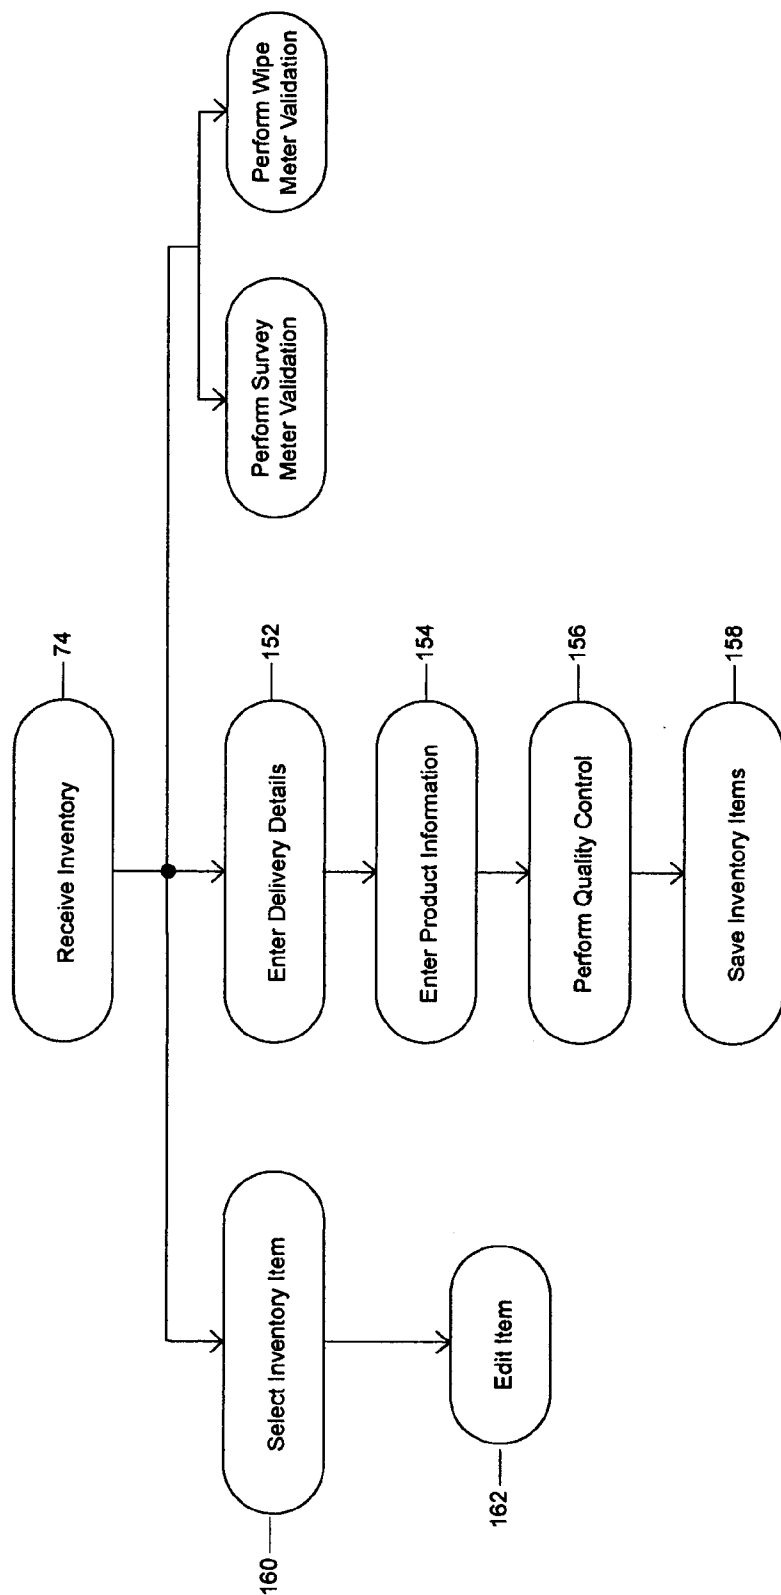 Receive Inventory
74
Select Inventory Item
160
Edit Item
162
Enter Delivery Details
152
Enter Product Information
154
Perform Quality Control
156
Save Inventory Items
158
Perform Survey
Meter Validation
Perform Wipe
Meter Validation